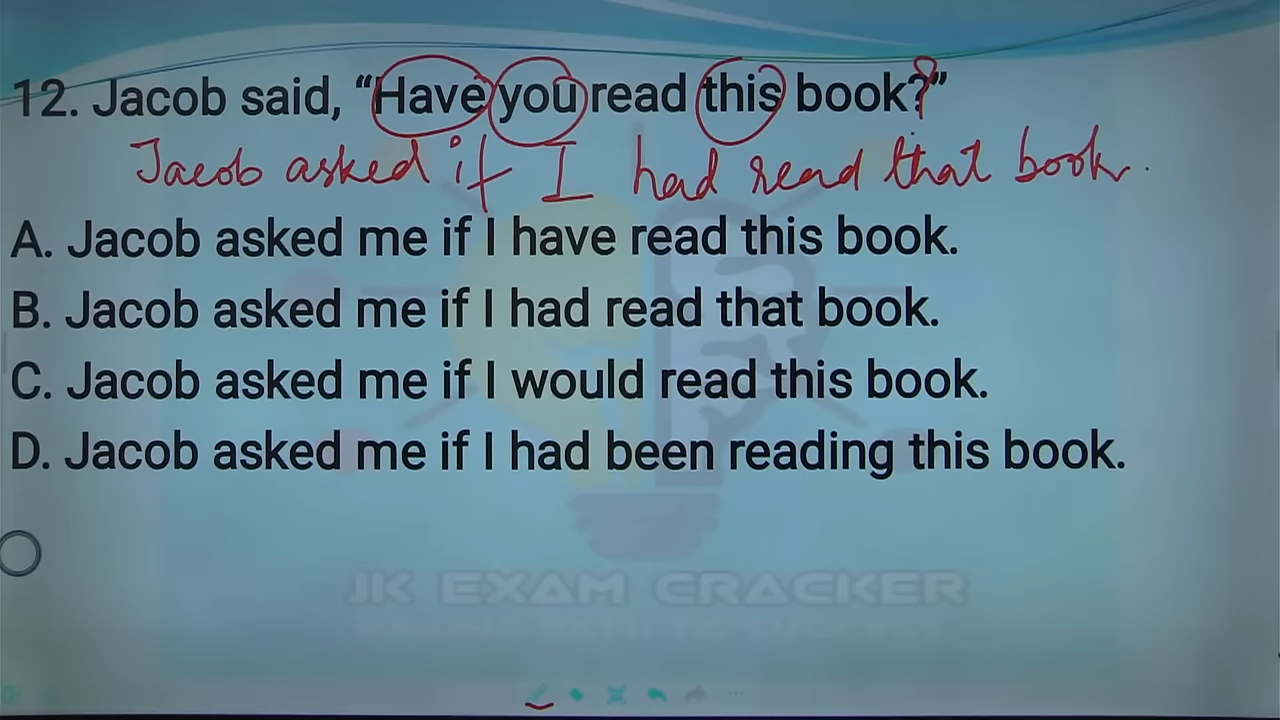 12. Jacob said, “Have you read this book?”
Jacob asked if I had read that book.
A. Jacob asked me if I have read this book.
B. Jacob asked me if I had read that book.
C. Jacob asked me if I would read this book.
D. Jacob asked me if I had been reading this book.
JK EXAM CRACKER